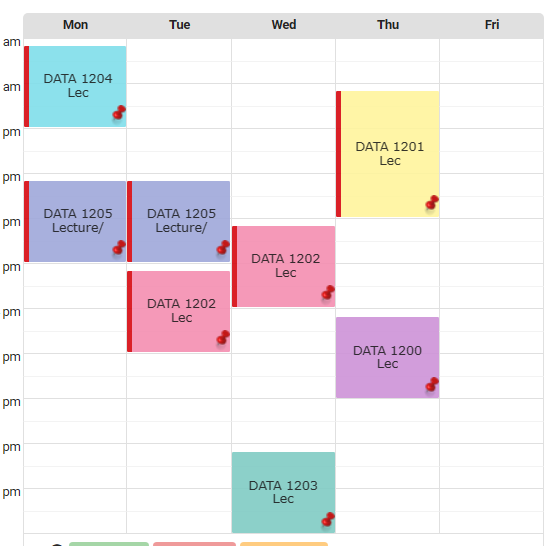 Mon Tue Wed Thu Fri
am
DATA 1204
Lec
am
pm
DATA 1201
Lec
pm
DATA 1205
Lecture/
DATA 1205
Lecture/
pm
DATA 1202
Lec
pm
DATA 1202
Lec
pm
DATA 1200
Lec
pm
pm
pm
DATA 1203
Lec
pm